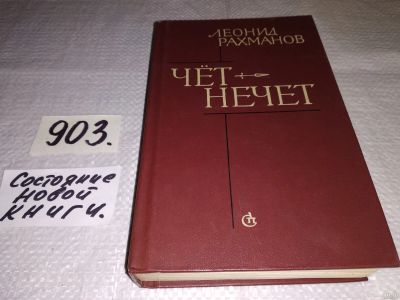 903.
Состояние
новой
книги.
ЛЕОНИД
РАХМАНОВ
ЧЁТ
НЕЧЕТ